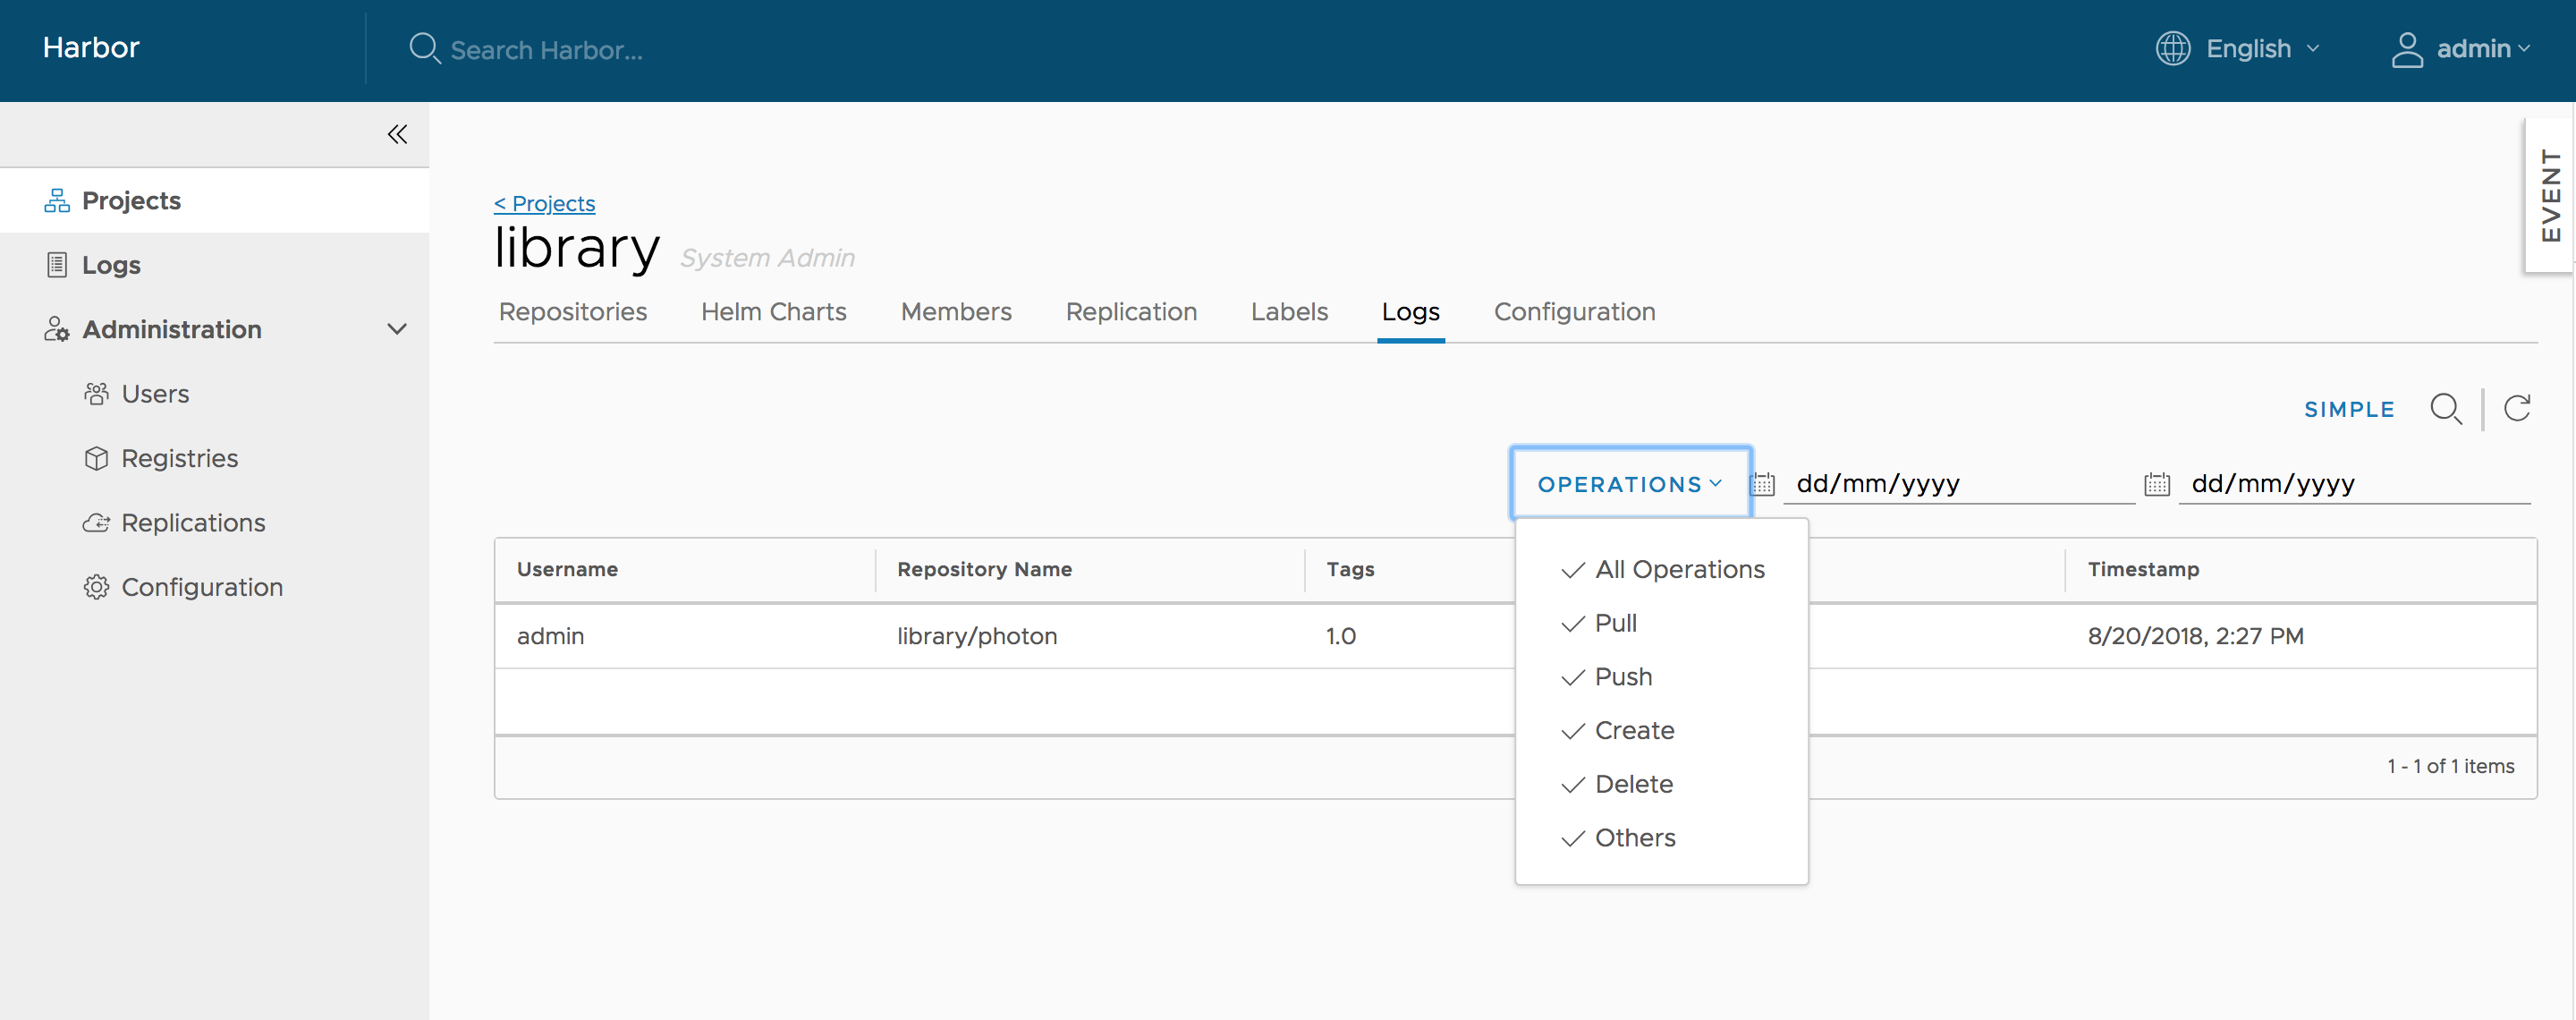 Harbor
Search Harbor...
English
admin
EVENT
Projects
Logs
Administration
Users
Registries
Replications
Configuration
< Projects
library System Admin
Repositories Helm Charts Members Replication Labels Logs Configuration
SIMPLE
OPERATIONS dd/mm/yyyy dd/mm/yyyy
All Operations
Pull
Push
Create
Delete
Others
Username Repository Name Tags Timestamp
admin library/photon 1.0 8/20/2018, 2:27 PM
1 - 1 of 1 items